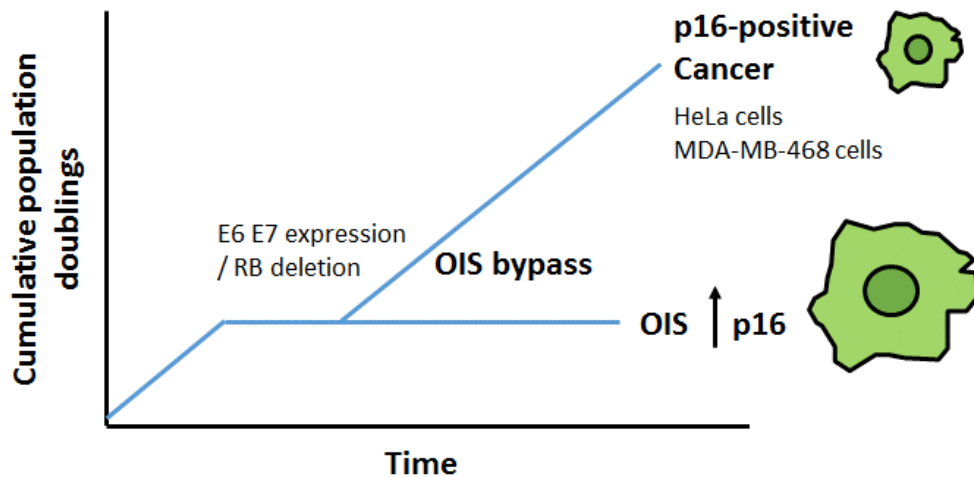 p16-positive
Cancer
HeLa cells
MDA-MB-468 cells
E6 E7 expression
/ RB deletion
OIS bypass
OIS
p16
Cumulative population
doublings
Time